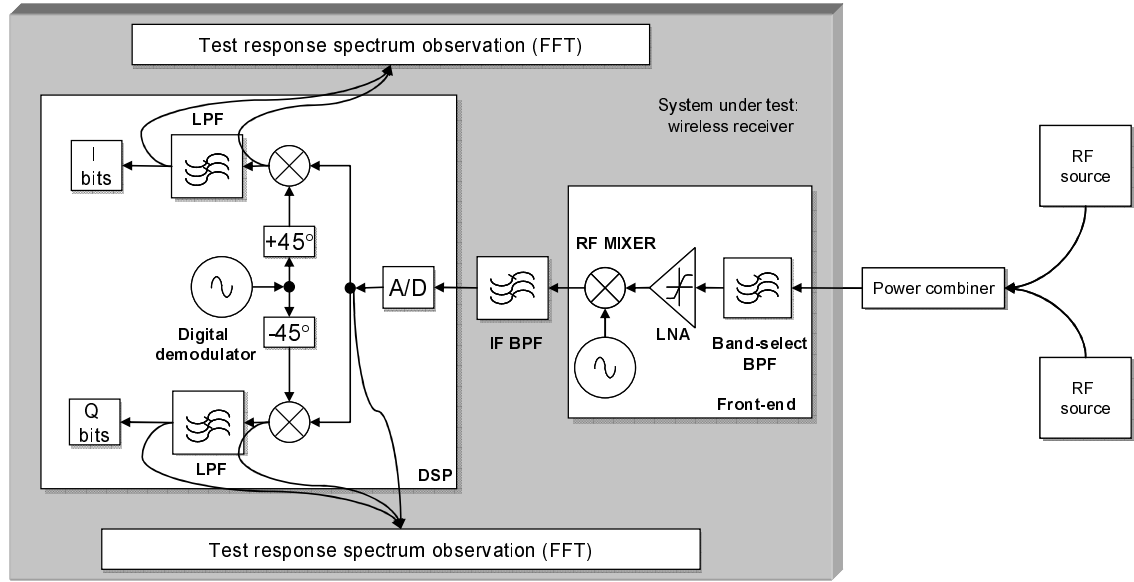 Test response spectrum observation (FFT)
System under test:
wireless receiver
LPF
I
bits
+45°
RF MIXER
RF
source
A/D
Power combiner
-45°
Digital
demodulator
IF BPF
LNA
Band-select
BPF
Front-end
RF
source
Q
bits
LPF
DSP
Test response spectrum observation (FFT)